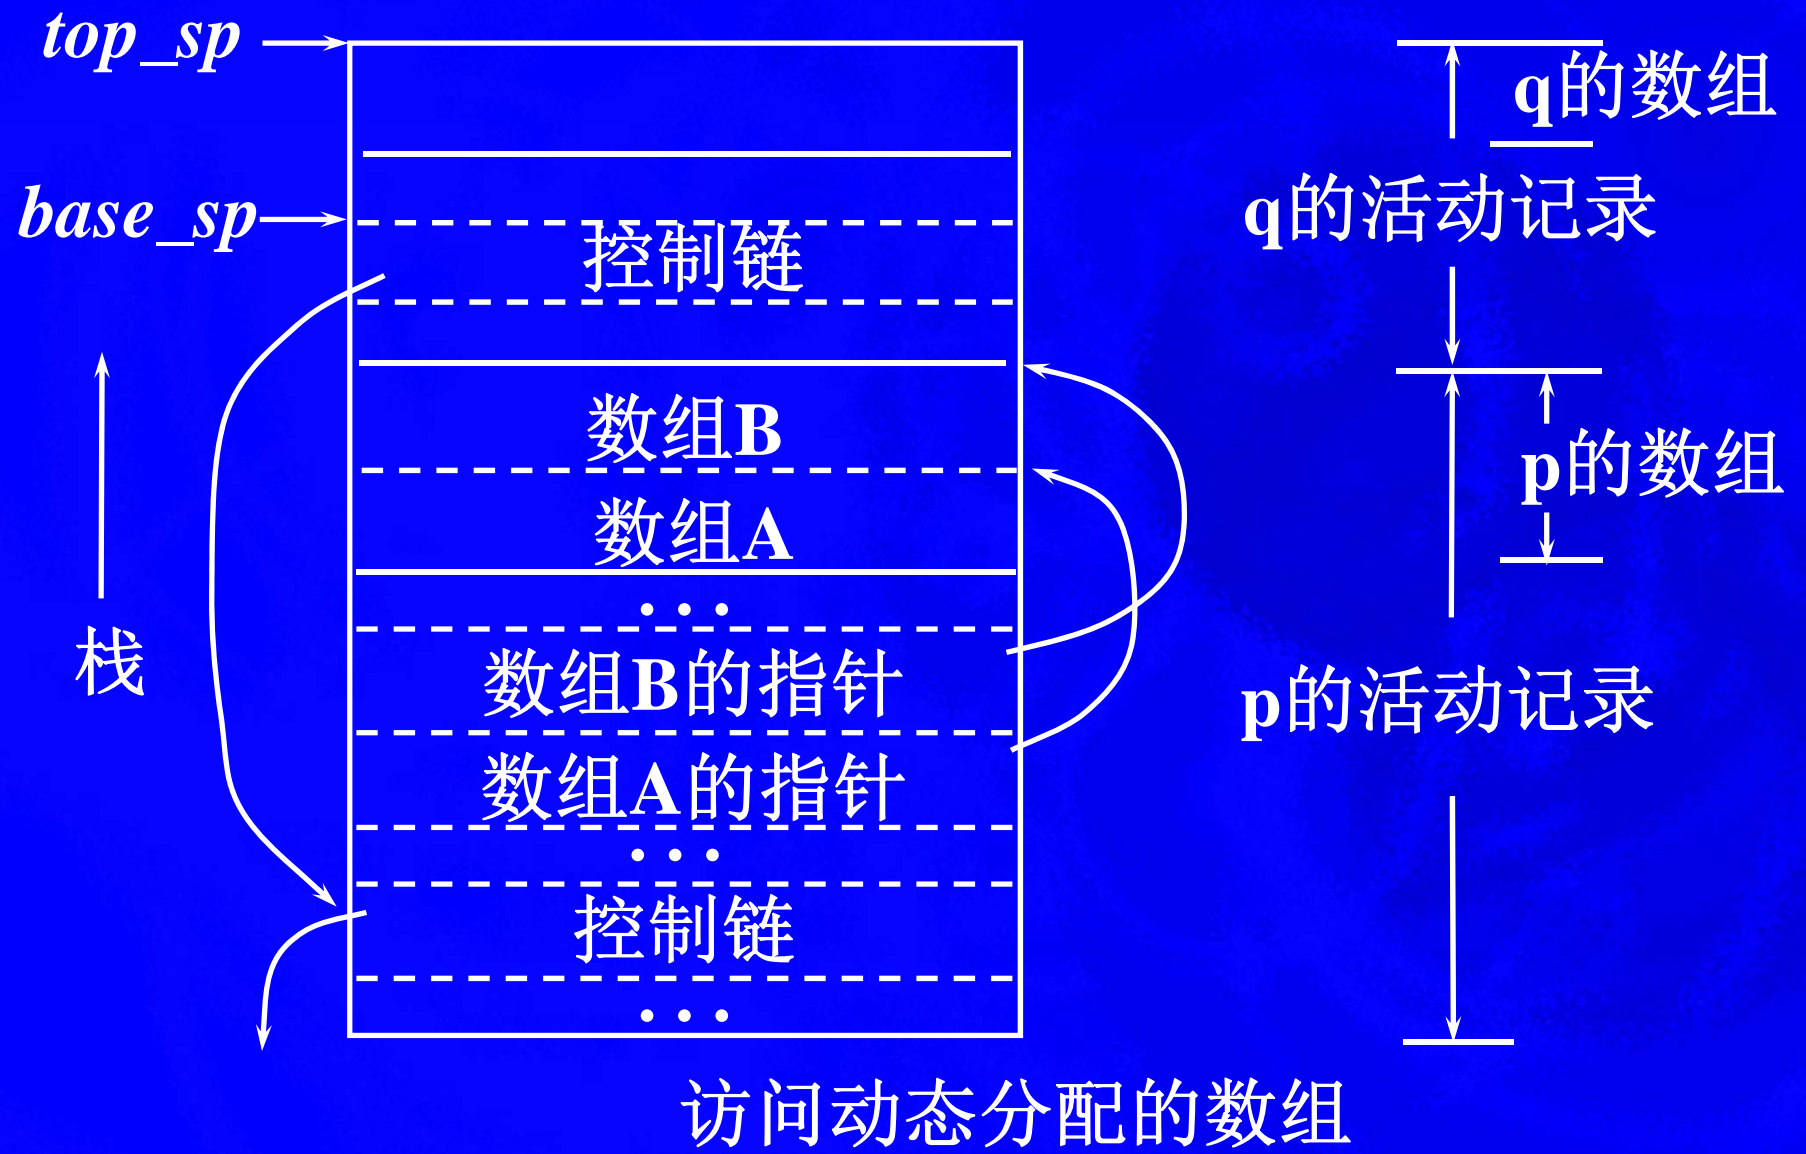 top_sp
q的数组
base_sp
q的活动记录
控制链
数组B
p的数组
数组A
...
栈
数组B的指针
p的活动记录
数组A的指针
...
控制链
...
访问动态分配的数组